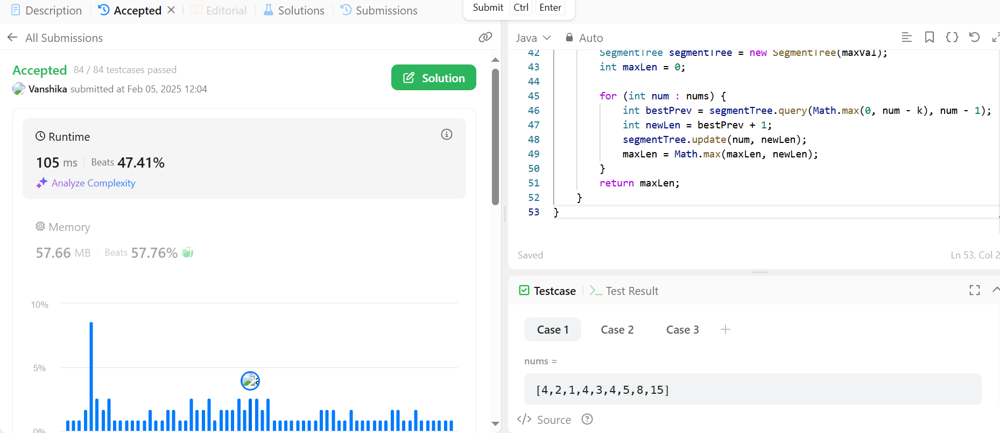 Description
Accepted
Editorial
Solutions
Submissions
Submit Ctrl Enter
All Submissions
Accepted 84 / 84 testcases passed
Vanshika submitted at Feb 05, 2025 12:04
Solution
Runtime
105 ms Beats 47.41%
Analyze Complexity
Memory
57.66 MB Beats 57.76%
10%
5%
0%
Java
Auto
42 SegmentTree segmentTree = new SegmentTree(maxVal);
43 int maxLen = 0;
44
45 for (int num : nums) {
46 int bestPrev = segmentTree.query(Math.max(0, num - k), num - 1);
47 int newLen = bestPrev + 1;
48 segmentTree.update(num, newLen);
49 maxLen = Math.max(maxLen, newLen);
50 }
51 return maxLen;
52 }
53 }
Saved
Ln 53, Col 2
Testcase
Test Result
Case 1 Case 2 Case 3 +
nums =
[4,2,1,4,3,4,5,8,15]
</> Source